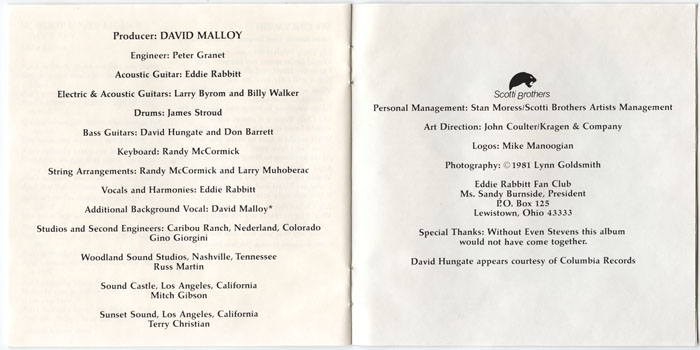 Producer: DAVID MALLOY
Engineer: Peter Granet
Acoustic Guitar: Eddie Rabbitt
Electric & Acoustic Guitars: Larry Byrom and Billy Walker
Drums: James Stroud
Bass Guitars: David Hungate and Don Barrett
Keyboard: Randy McCormick
String Arrangements: Randy McCormick and Larry Muhoberac
Vocals and Harmonies: Eddie Rabbitt
Additional Background Vocal: David Malloy*
Studios and Second Engineers: Caribou Ranch, Nederland, Colorado
Gino Giorgini
Woodland Sound Studios, Nashville, Tennessee
Russ Martin
Sound Castle, Los Angeles, California
Mitch Gibson
Sunset Sound, Los Angeles, California
Terry Christian
Scotti Brothers
Personal Management: Stan Moress/Scotti Brothers Artists Management
Art Direction: John Coulter/Kragen & Company
Logos: Mike Manoogian
Photography: ©1981 Lynn Goldsmith
Eddie Rabbitt Fan Club
Ms. Sandy Burnside, President
P.O. Box 125
Lewistown, Ohio 43333
Special Thanks: Without Even Stevens this album
would not have come together.
David Hungate appears courtesy of Columbia Records